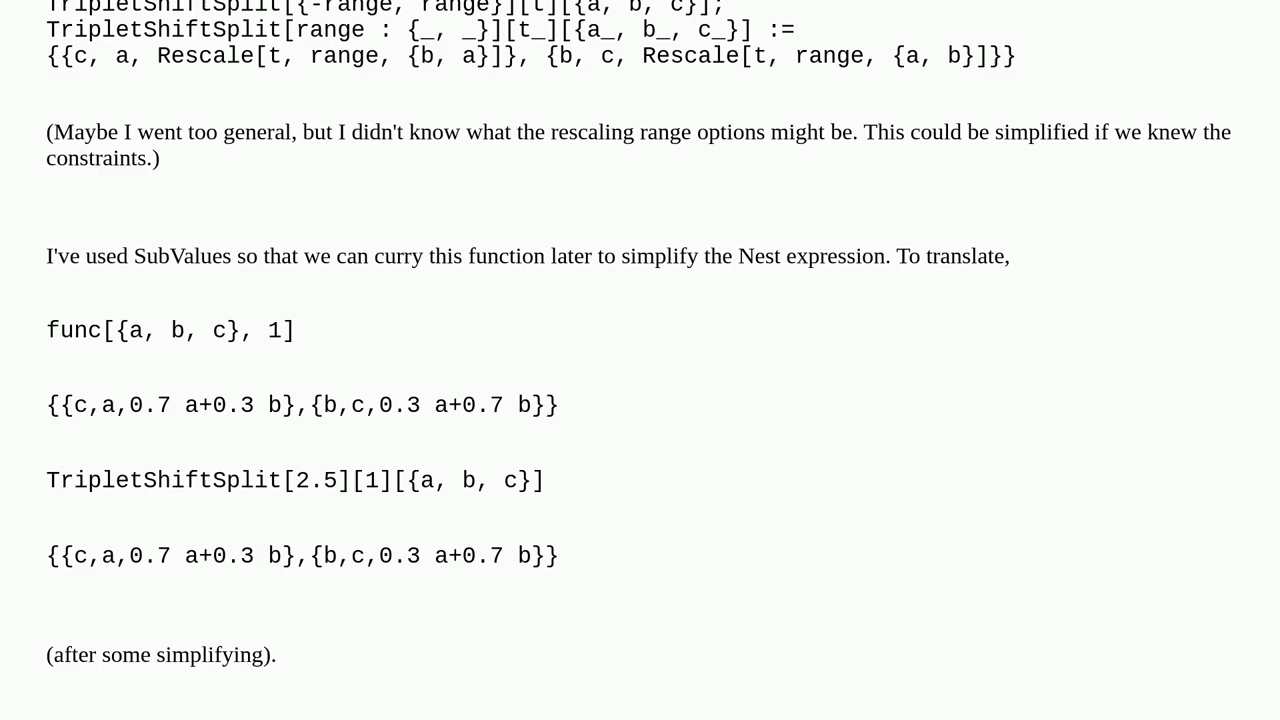 TripletShiftSplit[{-range, range}][t][{a, b, c}];
TripletShiftSplit[range : {_, _}][t_][{a_, b_, c_}] :=
{{c, a, Rescale[t, range, {b, a}]}, {b, c, Rescale[t, range, {a, b}]}}
(Maybe I went too general, but I didn't know what the rescaling range options might be. This could be simplified if we knew the
constraints.)
I've used SubValues so that we can curry this function later to simplify the Nest expression. To translate,
func[{a, b, c}, 1]
{{c,a,0.7 a+0.3 b},{b,c,0.3 a+0.7 b}}
TripletShiftSplit[2.5][1][{a, b, c}]
{{c,a,0.7 a+0.3 b},{b,c,0.3 a+0.7 b}}
(after some simplifying).